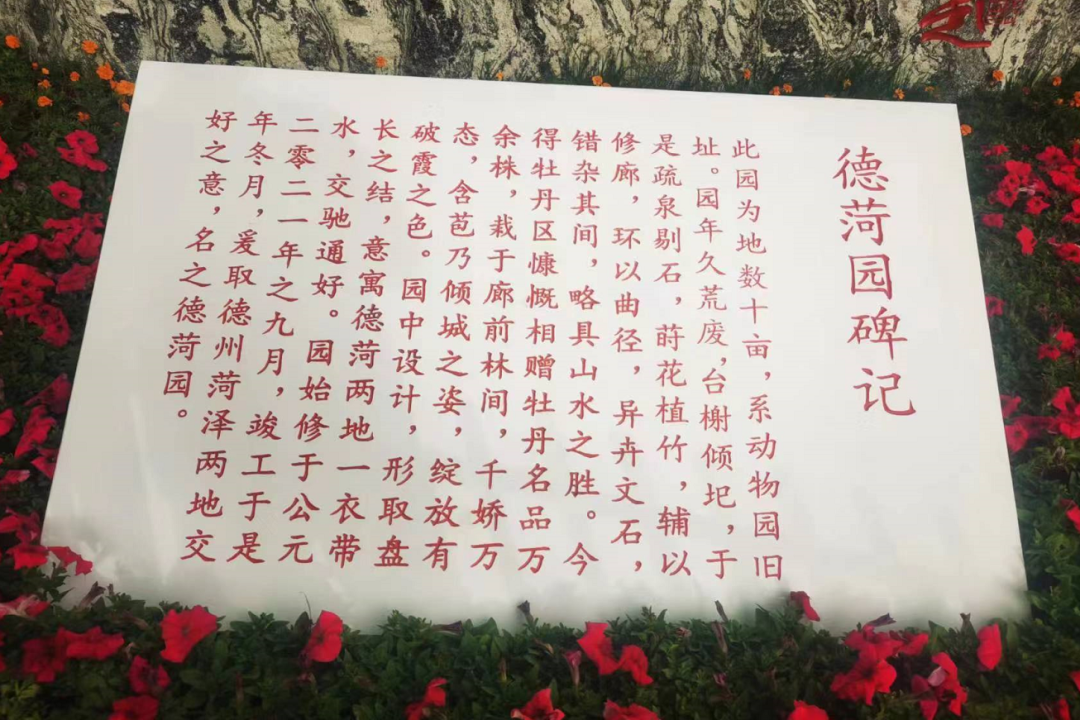 德菏园碑记
此园为地数十亩，系动物园旧
址。园年久荒废，台榭倾圮，于
是疏泉剔石，莳花植竹，辅以
修廊，环以曲径，异卉文石，
错杂其间，略具山水之胜。今
得牡丹区慷慨相赠牡丹名品万
余株，栽于廊前林间，千娇万
态，含苞乃倾城之姿，绽放有
破霞之色。园中设计，形取盘
长之结，意寓德菏两地一衣带
水，交驰通好。园始修于公元
二零二一年之九月，竣工于是
年冬月，爰取德州菏泽两地交
好之意，名之德菏园。